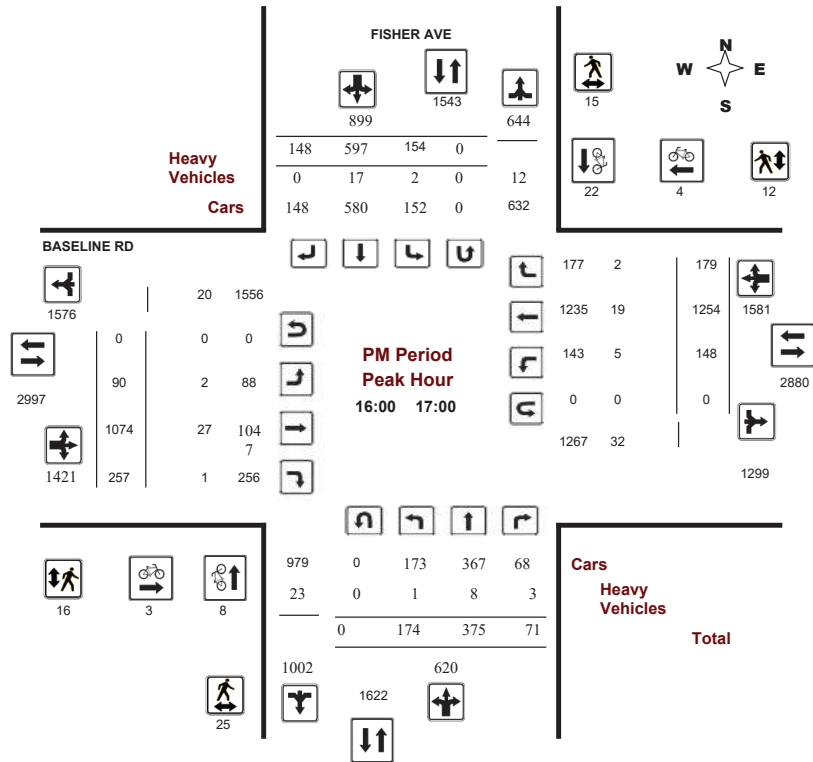 FISHER AVE
N
W E
S
1543
15
899
644
148 597 154 0
Heavy
Vehicles
0 17 2 0 12
22 4 12
Cars
148 580 152 0 632
BASELINE RD
177 2 179
1576
20 1556
1581
1235 19 1254
0 0 0
PM Period
Peak Hour
16:00 17:00
143 5 148
2997
90 2 88
2880
0 0 0
1074 27 104
7
1267 32
1421
257 1 256
1299
979 0 173 367 68
Cars
23 0 1 8 3
Heavy
Vehicles
16 3 8
0 174 375 71
Total
1002 620
1622
25